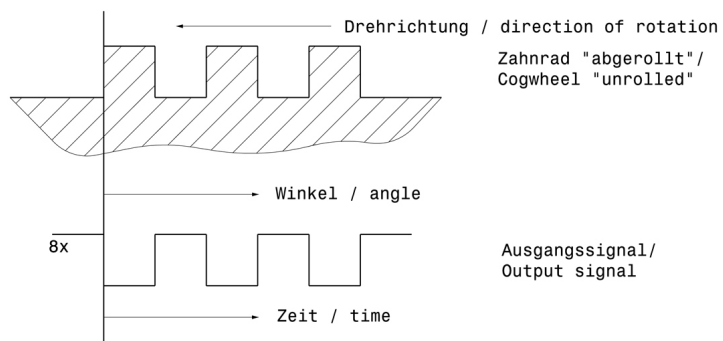 Drehrichtung / direction of rotation
Zahnrad "abgerollt"/
Cogwheel "unrolled"
Winkel / angle
8x
Ausgangssignal/
Output signal
Zeit / time